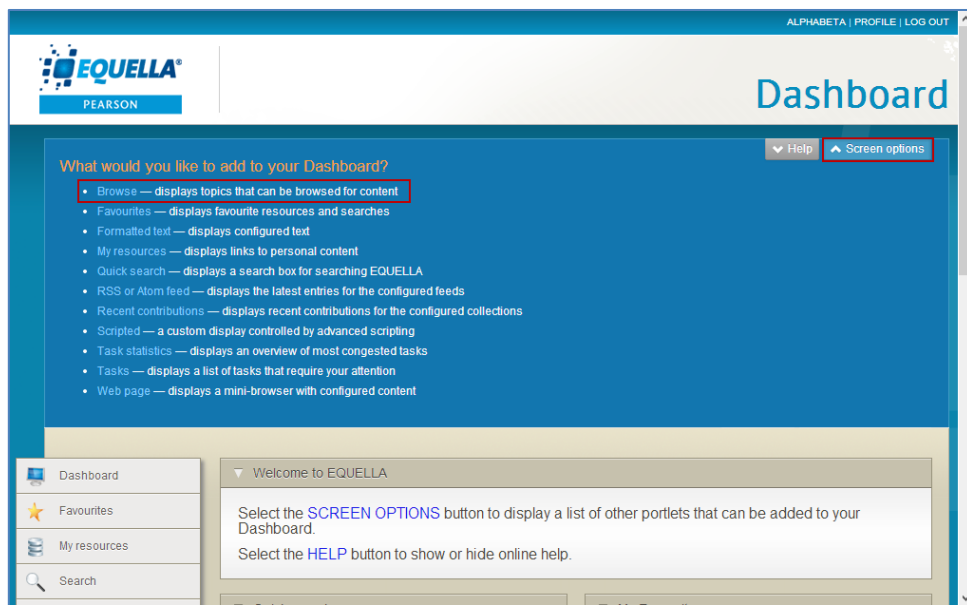 ALPHABETA | PROFILE | LOG OUT
EQUELLA®
PEARSON
Dashboard
Help
Screen options
What would you like to add to your Dashboard?
• Browse — displays topics that can be browsed for content
• Favourites — displays favourite resources and searches
• Formatted text — displays configured text
• My resources — displays links to personal content
• Quick search — displays a search box for searching EQUELLA
• RSS or Atom feed — displays the latest entries for the configured feeds
• Recent contributions — displays recent contributions for the configured collections
• Scripted — a custom display controlled by advanced scripting
• Task statistics — displays an overview of most congested tasks
• Tasks — displays a list of tasks that require your attention
• Web page — displays a mini-browser with configured content
Dashboard
Favourites
My resources
Search
Welcome to EQUELLA
Select the SCREEN OPTIONS button to display a list of other portlets that can be added to your
Dashboard.
Select the HELP button to show or hide online help.